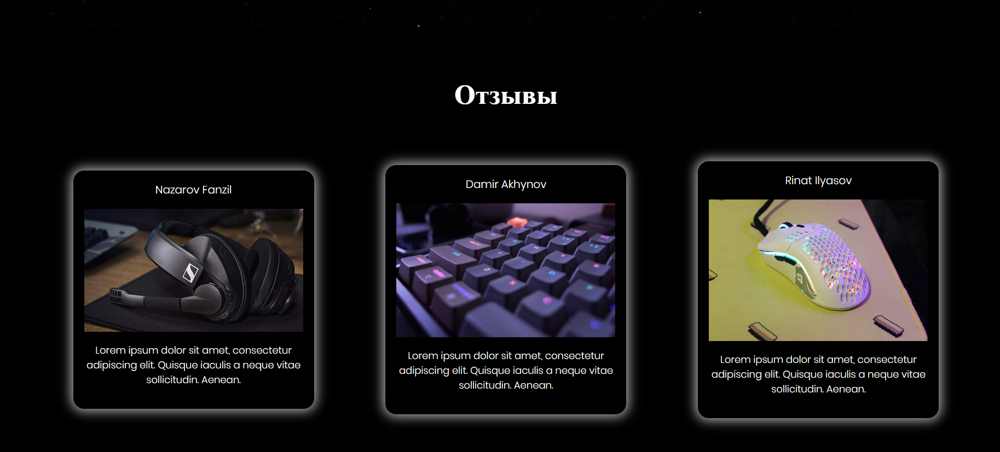 Отзывы
Nazarov Fanzil
Lorem ipsum dolor sit amet, consectetur
adipiscing elit. Quisque iaculis a neque vitae
sollicitudin. Aenean.
Damir Akhynov
Lorem ipsum dolor sit amet, consectetur
adipiscing elit. Quisque iaculis a neque vitae
sollicitudin. Aenean.
Rinat Ilyasov
Lorem ipsum dolor sit amet, consectetur
adipiscing elit. Quisque iaculis a neque vitae
sollicitudin. Aenean.